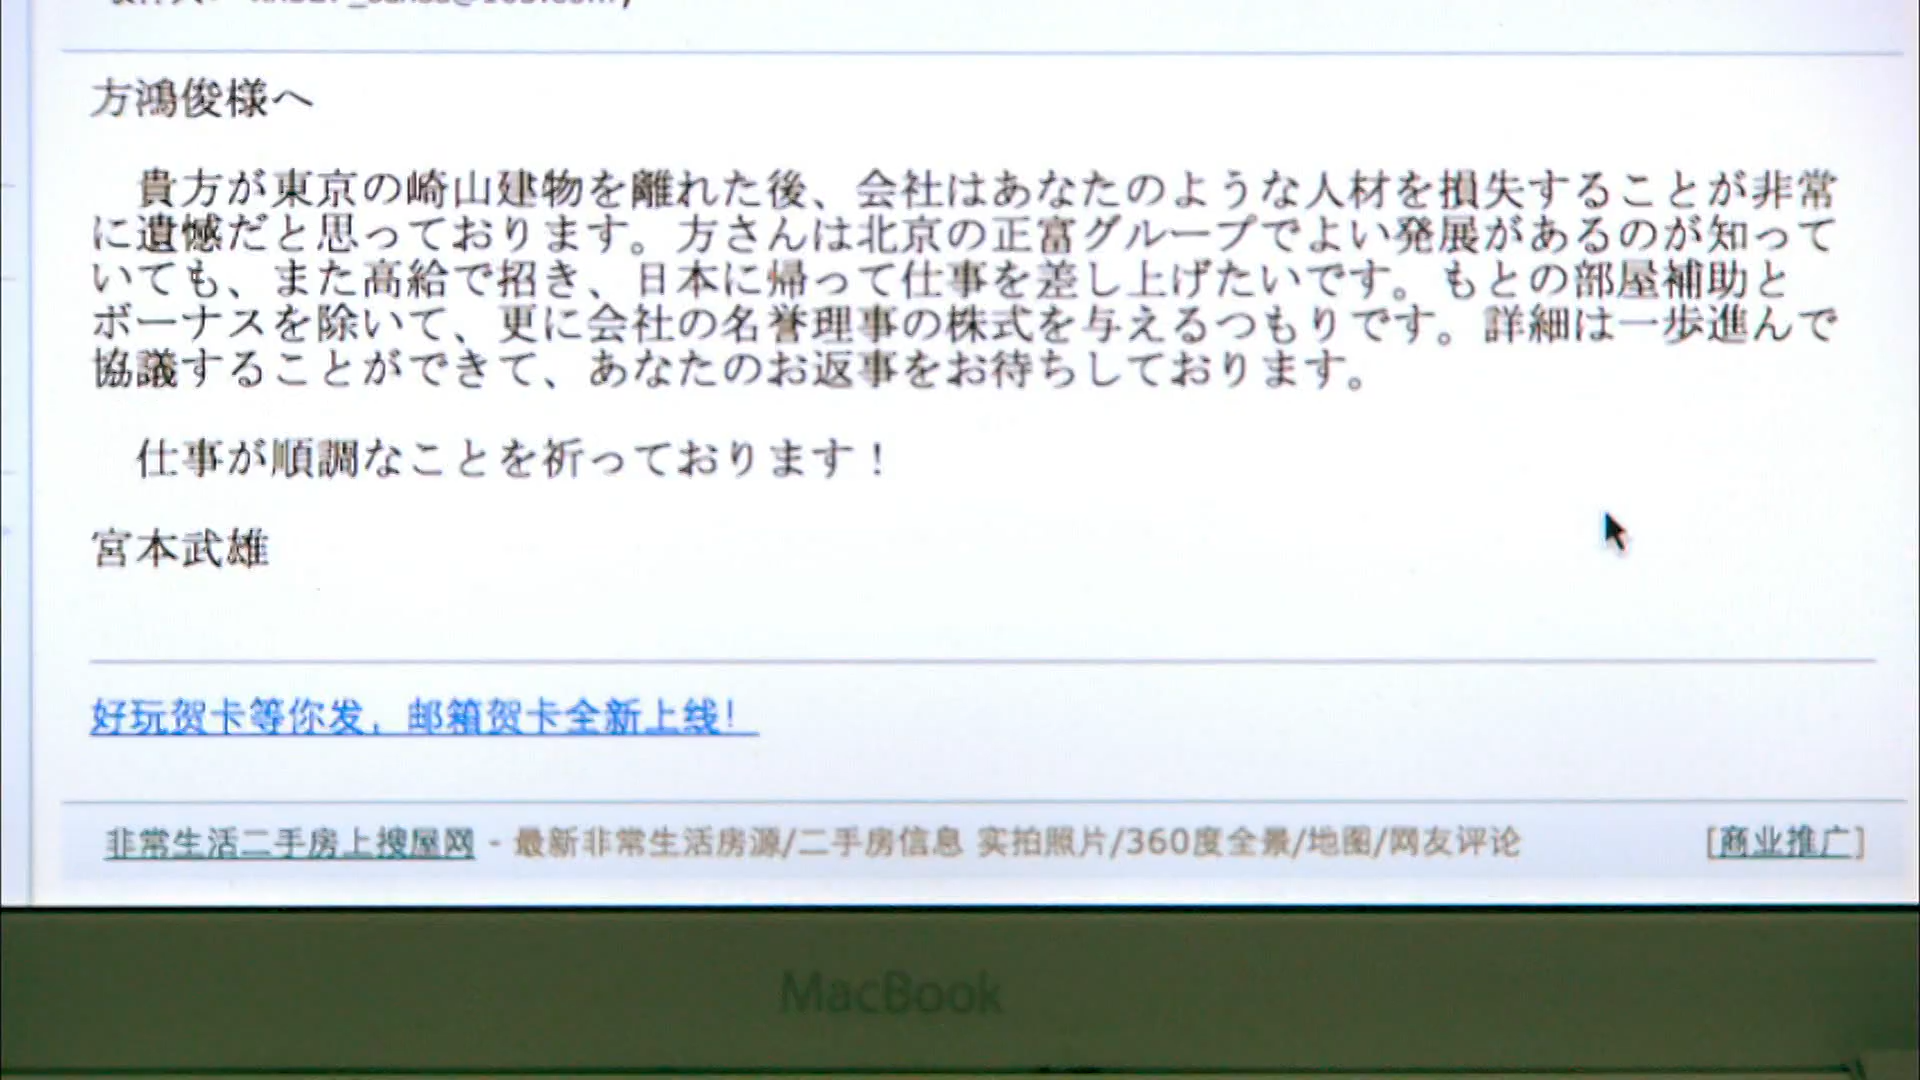 方鴻俊様へ
貴方が東京の崎山建物を離れた後、会社はあなたのような人材を損失することが非常
に遺憾だと思っております。方さんは北京の正富グループでよい発展があるのが知って
いても、また高給で招き、日本に帰って仕事を差し上げたいです。もとの部屋補助と
ボーナスを除いて、更に会社の名誉理事の株式を与えるつもりです。詳細は一歩進んで
協議することができて、あなたのお返事をお待ちしております。
仕事が順調なことを祈っております！
宮本武雄
好玩贺卡等你发，邮箱贺卡全新上线！
非常生活二手房上搜屋网 - 最新非常生活房源/二手房信息 实拍照片/360度全景/地图/网友评论 [商业推广]
MacBook